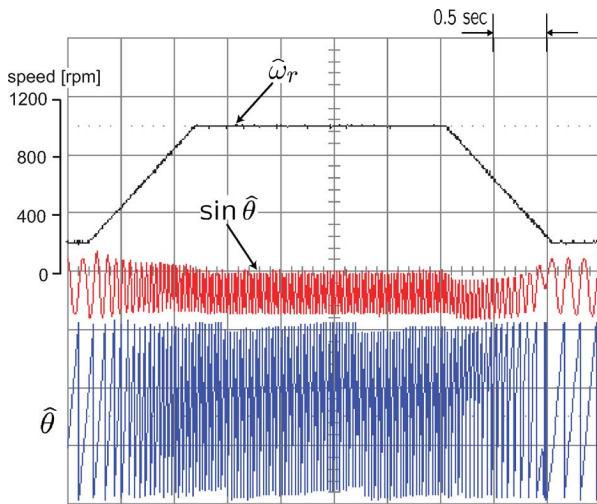 0.5 sec
speed [rpm]
ω̂ᵣ
1200
800
400
sin θ̂
0
θ̂